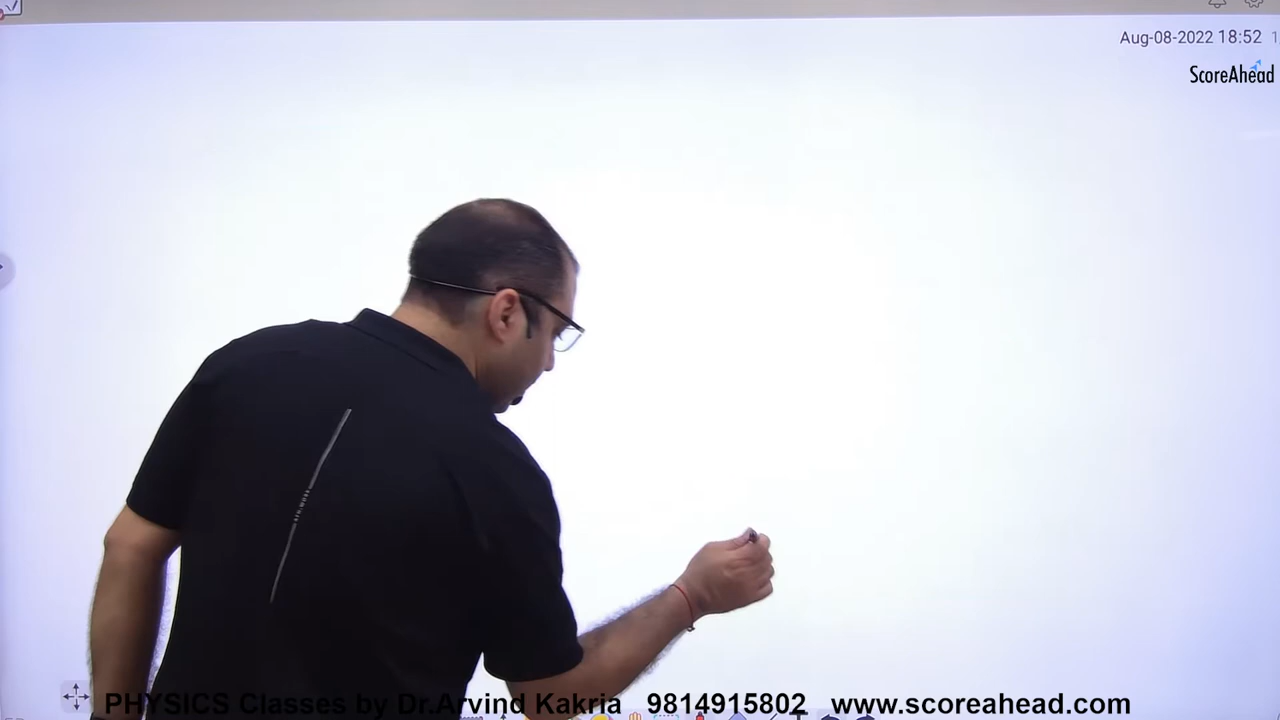 Aug-08-2022 18:52
ScoreAhead
PHYSICS Classes by Dr.Arvind Kakria 9814915802 www.scoreahead.com